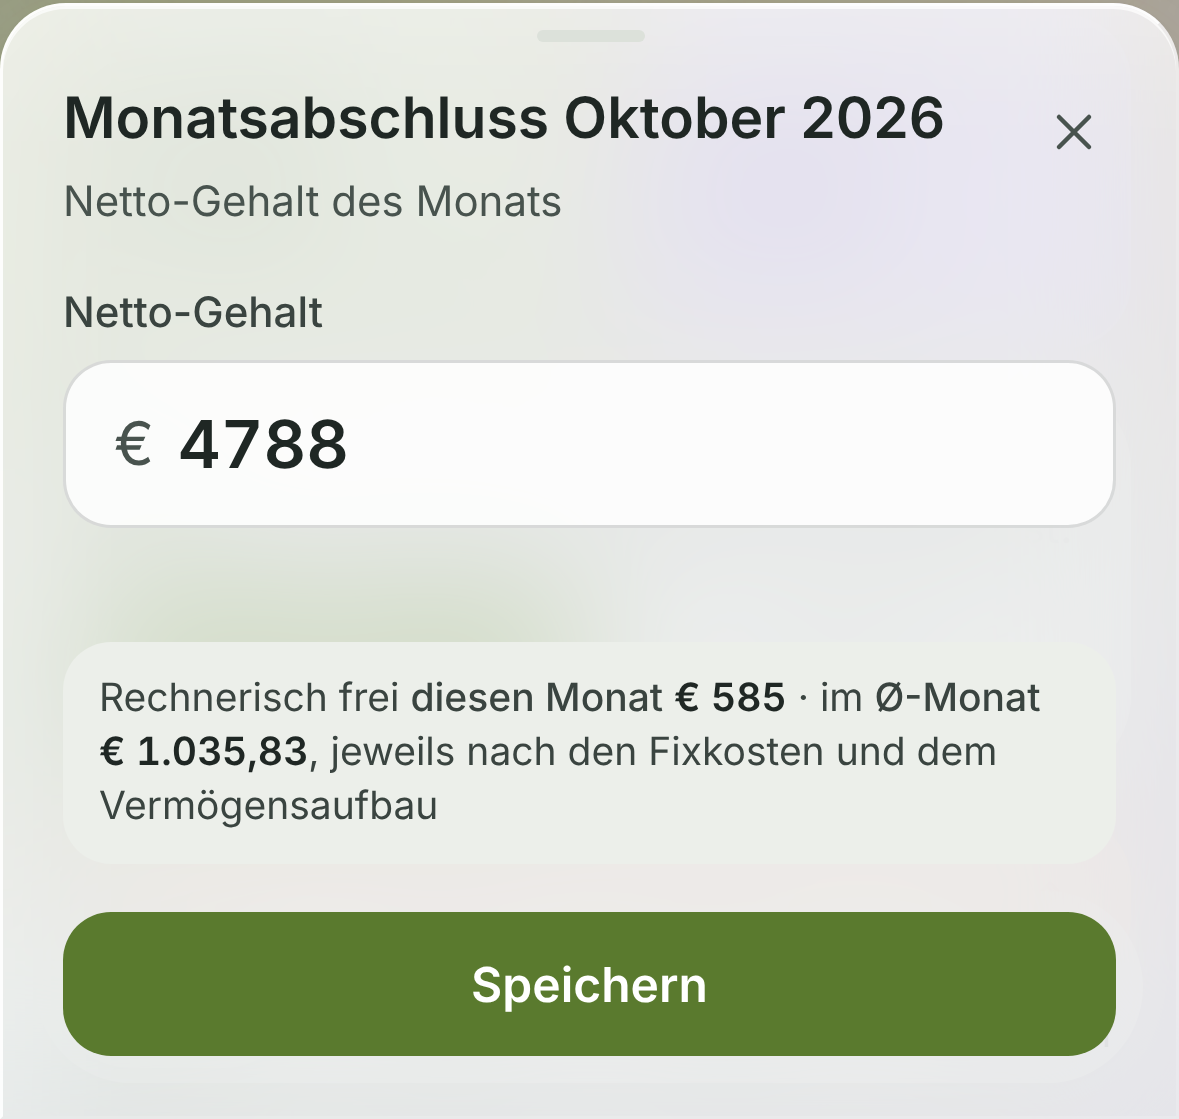 Monatsabschluss Oktober 2026
Netto-Gehalt des Monats
Netto-Gehalt
€ 4788
Rechnerisch frei diesen Monat € 585 · im Ø-Monat
€ 1.035,83, jeweils nach den Fixkosten und dem
Vermögensaufbau
Speichern